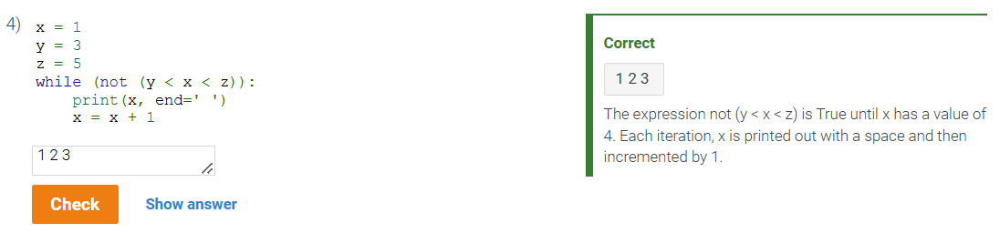 4)
x = 1
y = 3
z = 5
while (not (y < x < z)):
    print(x, end=' ')
    x = x + 1
1 2 3
Check
Show answer
Correct
1 2 3
The expression not (y < x < z) is True until x has a value of
4. Each iteration, x is printed out with a space and then
incremented by 1.